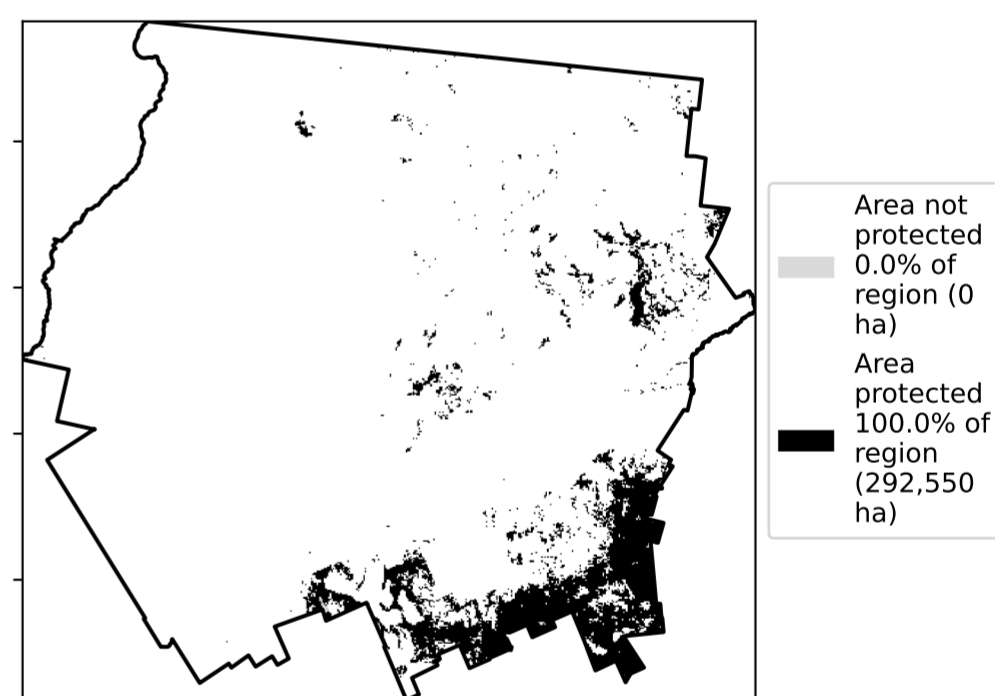 Area not
protected
0.0% of
region (0
ha)
Area
protected
100.0% of
region
(292,550
ha)